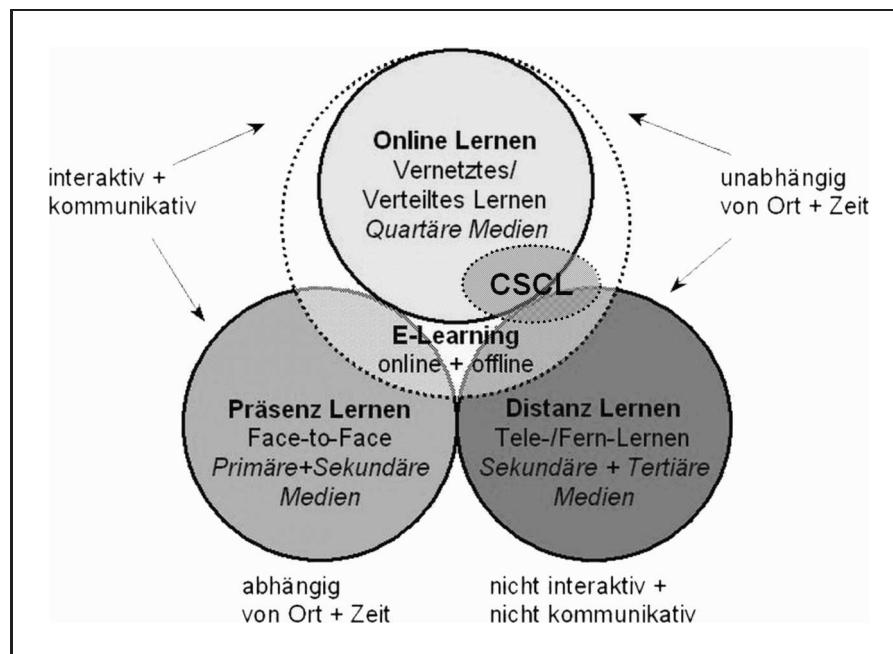 Online Lernen
Vernetztes/
Verteiltes Lernen
Quartäre Medien
interaktiv +
kommunikativ
unabhängig
von Ort + Zeit
CSCL
E-Learning
online + offline
Präsenz Lernen
Face-to-Face
Primäre+Sekundäre
Medien
Distanz Lernen
Tele-/Fern-Lernen
Sekundäre + Tertiäre
Medien
abhängig
von Ort + Zeit
nicht interaktiv +
nicht kommunikativ